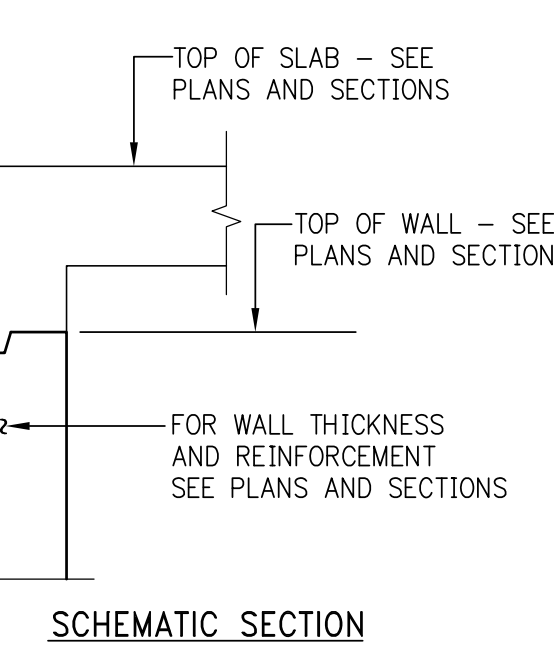 TOP OF SLAB – SEE
PLANS AND SECTIONS
TOP OF WALL – SEE
PLANS AND SECTION
FOR WALL THICKNESS
AND REINFORCEMENT
SEE PLANS AND SECTIONS
SCHEMATIC SECTION